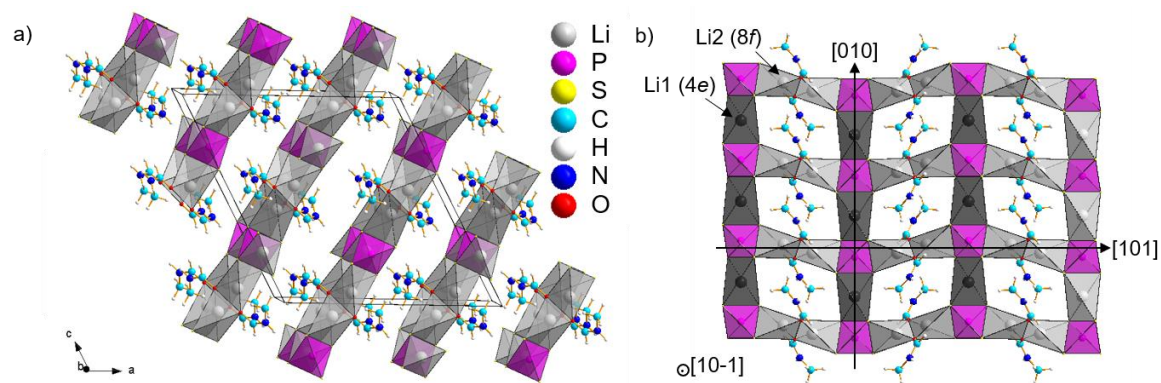 a)
Li
P
S
C
H
N
O
c
b
a
b)
Li2 (8f)
[010]
Li1 (4e)
[101]
⊙[10-1]